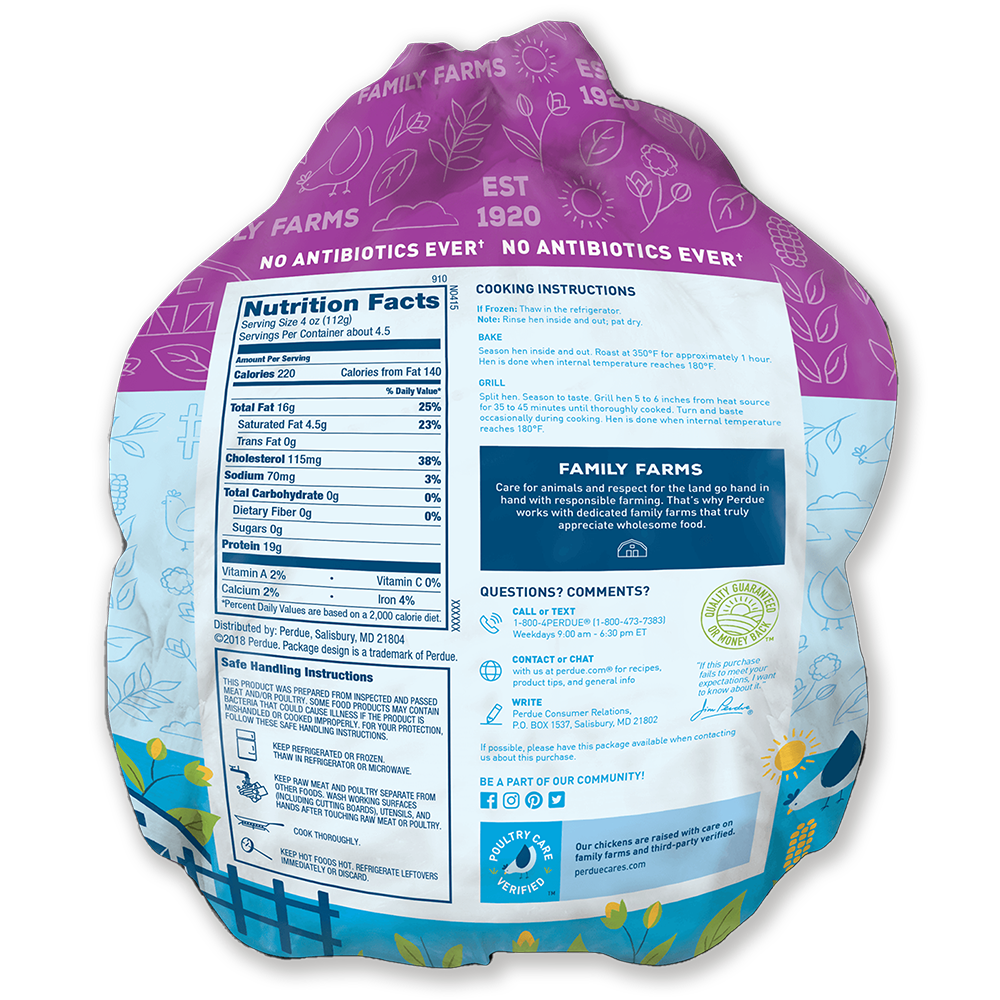 FAMILY FARMS
EST
1920
EST
1920
LY FARMS
NO ANTIBIOTICS EVER† NO ANTIBIOTICS EVER†
910
N0415
Nutrition Facts
Serving Size 4 oz (112g)
Servings Per Container about 4.5
Amount Per Serving
Calories 220 Calories from Fat 140
% Daily Value*
Total Fat 16g 25%
Saturated Fat 4.5g 23%
Trans Fat 0g
Cholesterol 115mg 38%
Sodium 70mg 3%
Total Carbohydrate 0g 0%
Dietary Fiber 0g 0%
Sugars 0g
Protein 19g
Vitamin A 2% • Vitamin C 0%
Calcium 2% • Iron 4%
*Percent Daily Values are based on a 2,000 calorie diet.
XXXXXX
Distributed by: Perdue, Salisbury, MD 21804
©2018 Perdue. Package design is a trademark of Perdue.
Safe Handling Instructions
THIS PRODUCT WAS PREPARED FROM INSPECTED AND PASSED
MEAT AND/OR POULTRY. SOME FOOD PRODUCTS MAY CONTAIN
BACTERIA THAT COULD CAUSE ILLNESS IF THE PRODUCT IS
MISHANDLED OR COOKED IMPROPERLY. FOR YOUR PROTECTION,
FOLLOW THESE SAFE HANDLING INSTRUCTIONS.
KEEP REFRIGERATED OR FROZEN.
THAW IN REFRIGERATOR OR MICROWAVE.
KEEP RAW MEAT AND POULTRY SEPARATE FROM
OTHER FOODS. WASH WORKING SURFACES
(INCLUDING CUTTING BOARDS), UTENSILS, AND
HANDS AFTER TOUCHING RAW MEAT OR POULTRY.
COOK THOROUGHLY.
KEEP HOT FOODS HOT. REFRIGERATE LEFTOVERS
IMMEDIATELY OR DISCARD.
COOKING INSTRUCTIONS
If Frozen: Thaw in the refrigerator.
Note: Rinse hen inside and out; pat dry.
BAKE
Season hen inside and out. Roast at 350°F for approximately 1 hour.
Hen is done when internal temperature reaches 180°F.
GRILL
Split hen. Season to taste. Grill hen 5 to 6 inches from heat source
for 35 to 45 minutes until thoroughly cooked. Turn and baste
occasionally during cooking. Hen is done when internal temperature
reaches 180°F.
FAMILY FARMS
Care for animals and respect for the land go hand in
hand with responsible farming. That's why Perdue
works with dedicated family farms that truly
appreciate wholesome food.
QUESTIONS? COMMENTS?
CALL or TEXT
1-800-4PERDUE® (1-800-473-7383)
Weekdays 9:00 am - 6:30 pm ET
CONTACT or CHAT
with us at perdue.com® for recipes,
product tips, and general info
WRITE
Perdue Consumer Relations,
P.O. BOX 1537, Salisbury, MD 21802
QUALITY GUARANTEED
OR MONEY BACK
TM
"If this purchase
fails to meet your
expectations, I want
to know about it."
Jim Perdue ®
If possible, please have this package available when contacting
us about this purchase.
BE A PART OF OUR COMMUNITY!
POULTRY CARE
VERIFIED
TM
Our chickens are raised with care on
family farms and third-party verified.
perduecares.com